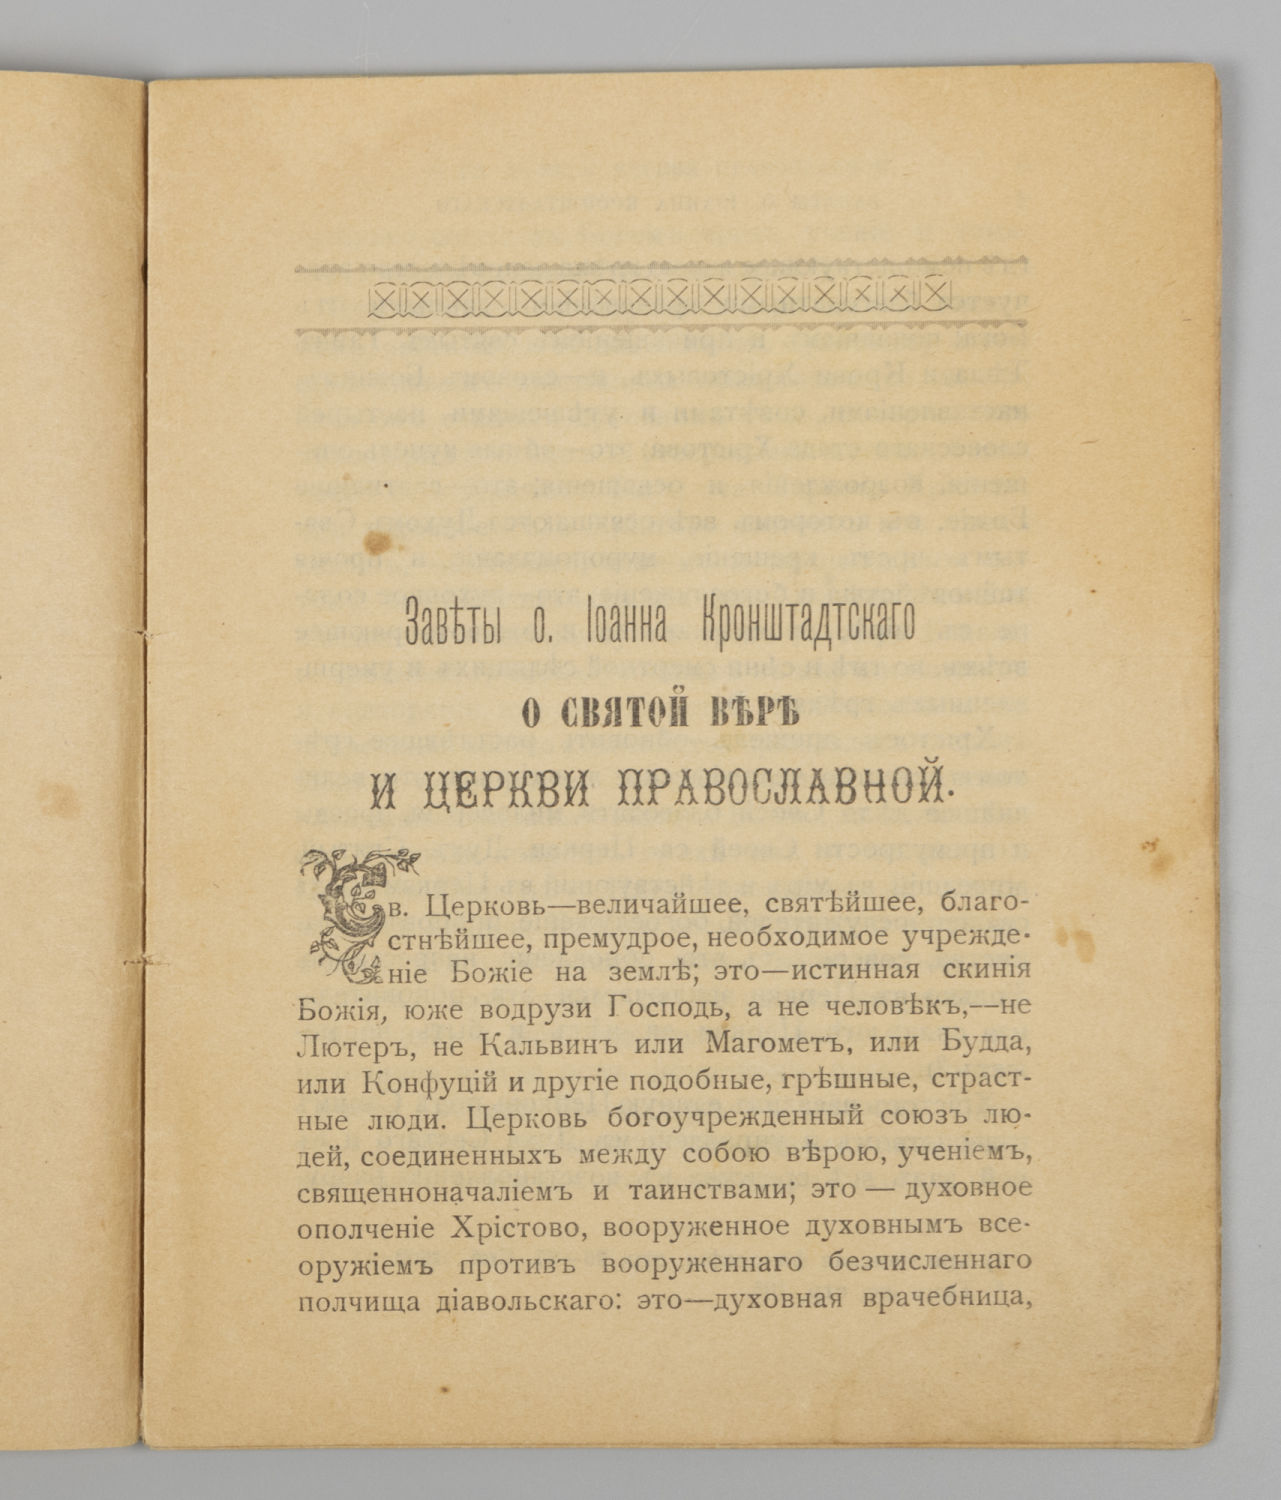 Завѣты о. Іоанна Кронштадтскаго
О СВЯТОЙ ВѢРѢ
И ЦЕРКВИ ПРАВОСЛАВНОЙ.
Св. Церковь—величайшее, святѣйшее, благо-
стнѣйшее, премудрое, необходимое учрежде-
ніе Божіе на землѣ; это—истинная скинія
Божія, юже водрузи Господь, а не человѣкъ,—не
Лютеръ, не Кальвинъ или Магометъ, или Будда,
или Конфуцій и другіе подобные, грѣшные, страст-
ные люди. Церковь богоучрежденный союзъ лю-
дей, соединенныхъ между собою вѣрою, ученіемъ,
священноначаліемъ и таинствами; это — духовное
ополченіе Хрістово, вооруженное духовнымъ все-
оружіемъ противъ вооруженнаго безчисленнаго
полчища діавольскаго: это—духовная врачебница,